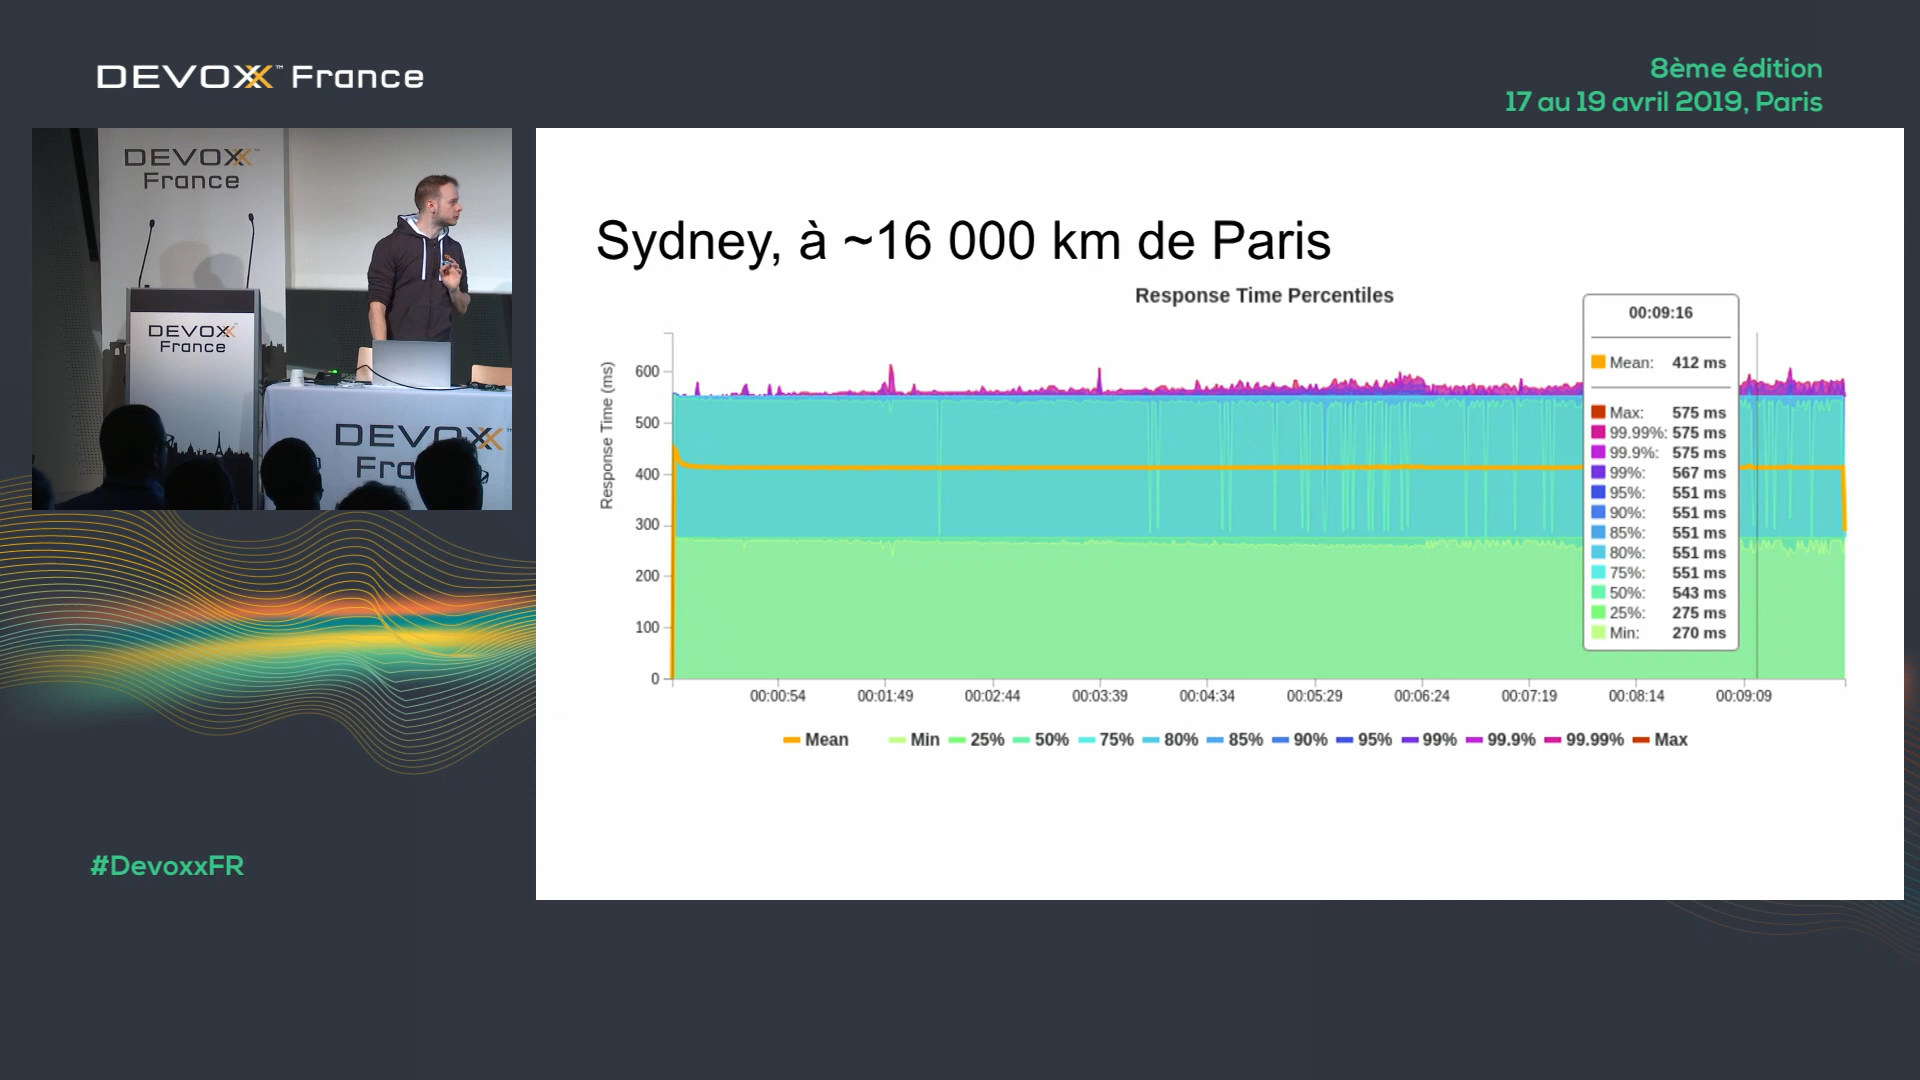 DEVOXX™ France
8ème édition
17 au 19 avril 2019, Paris
DEVOXX™
France
DEVOXX
France
DEVOXX™
Fra
Sydney, à ~16 000 km de Paris
Response Time Percentiles
Response Time (ms)
600
500
400
300
200
100
0
00:00:54 00:01:49 00:02:44 00:03:39 00:04:34 00:05:29 00:06:24 00:07:19 00:08:14 00:09:09
00:09:16
Mean: 412 ms
Max: 575 ms
99.99%: 575 ms
99.9%: 575 ms
99%: 567 ms
95%: 551 ms
90%: 551 ms
85%: 551 ms
80%: 551 ms
75%: 551 ms
50%: 543 ms
25%: 275 ms
Min: 270 ms
Mean Min 25% 50% 75% 80% 85% 90% 95% 99% 99.9% 99.99% Max
#DevoxxFR